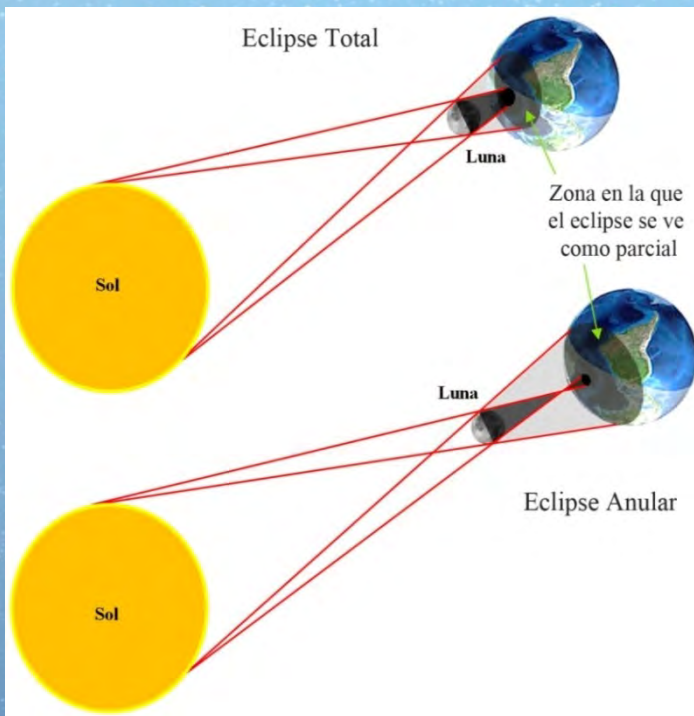 Eclipse Total
Luna
Zona en la que
el eclipse se ve
como parcial
Sol
Luna
Eclipse Anular
Sol